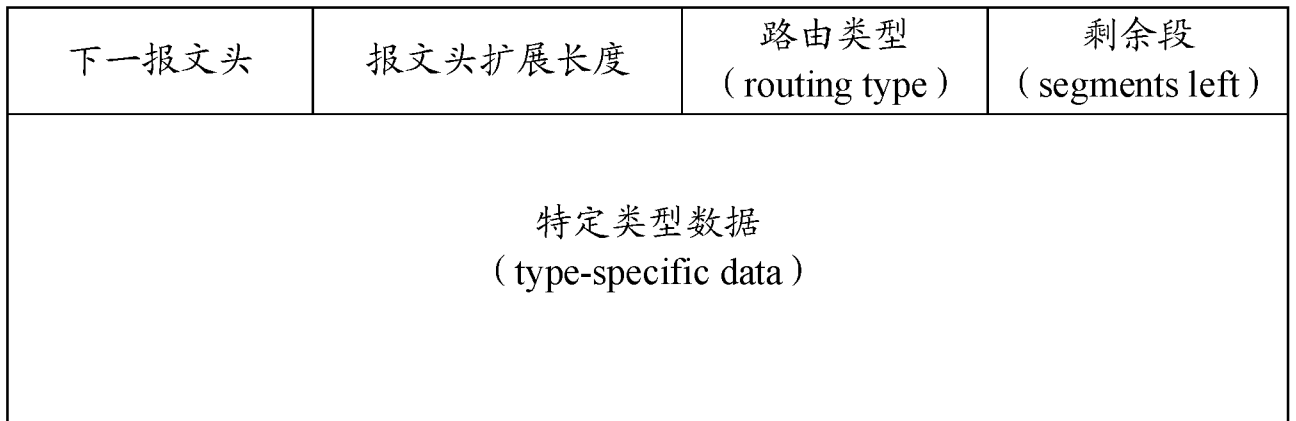 下一报文头
报文头扩展长度
路由类型
（routing type）
剩余段
（segments left）
特定类型数据
（type-specific data）